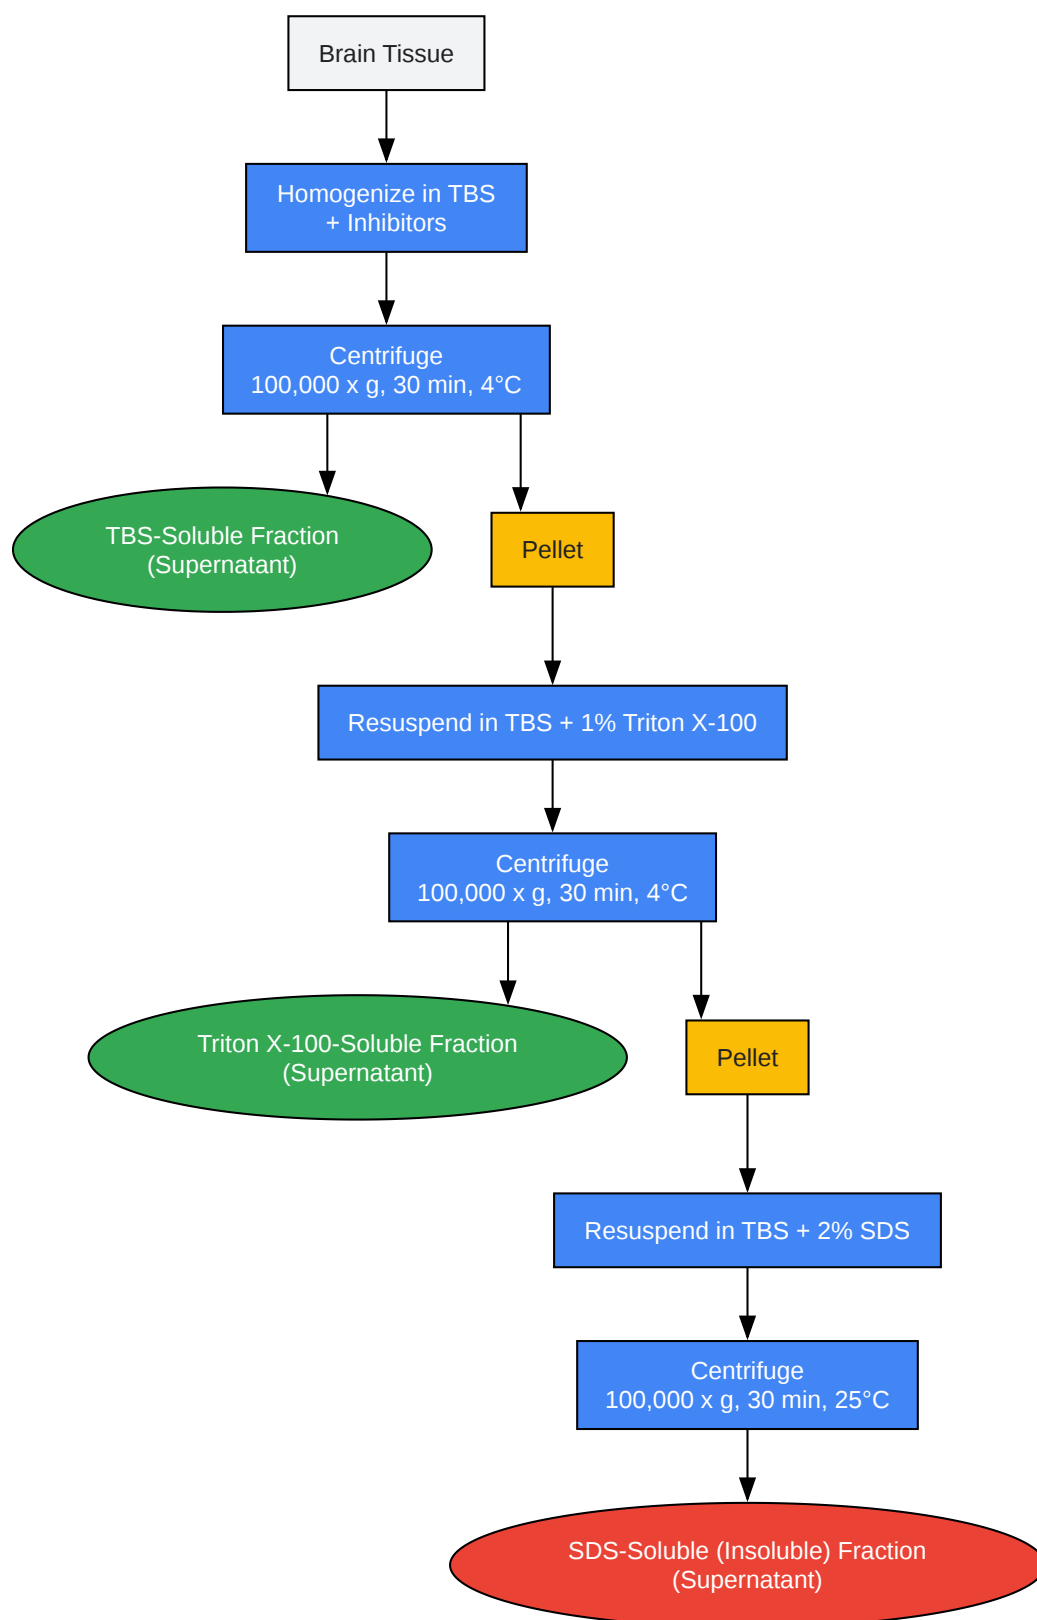 Brain Tissue
Homogenize in TBS
+ Inhibitors
Centrifuge
100,000 x g, 30 min, 4°C
TBS-Soluble Fraction
(Supernatant)
Pellet
Resuspend in TBS + 1% Triton X-100
Centrifuge
100,000 x g, 30 min, 4°C
Triton X-100-Soluble Fraction
(Supernatant)
Pellet
Resuspend in TBS + 2% SDS
Centrifuge
100,000 x g, 30 min, 25°C
SDS-Soluble (Insoluble) Fraction
(Supernatant)